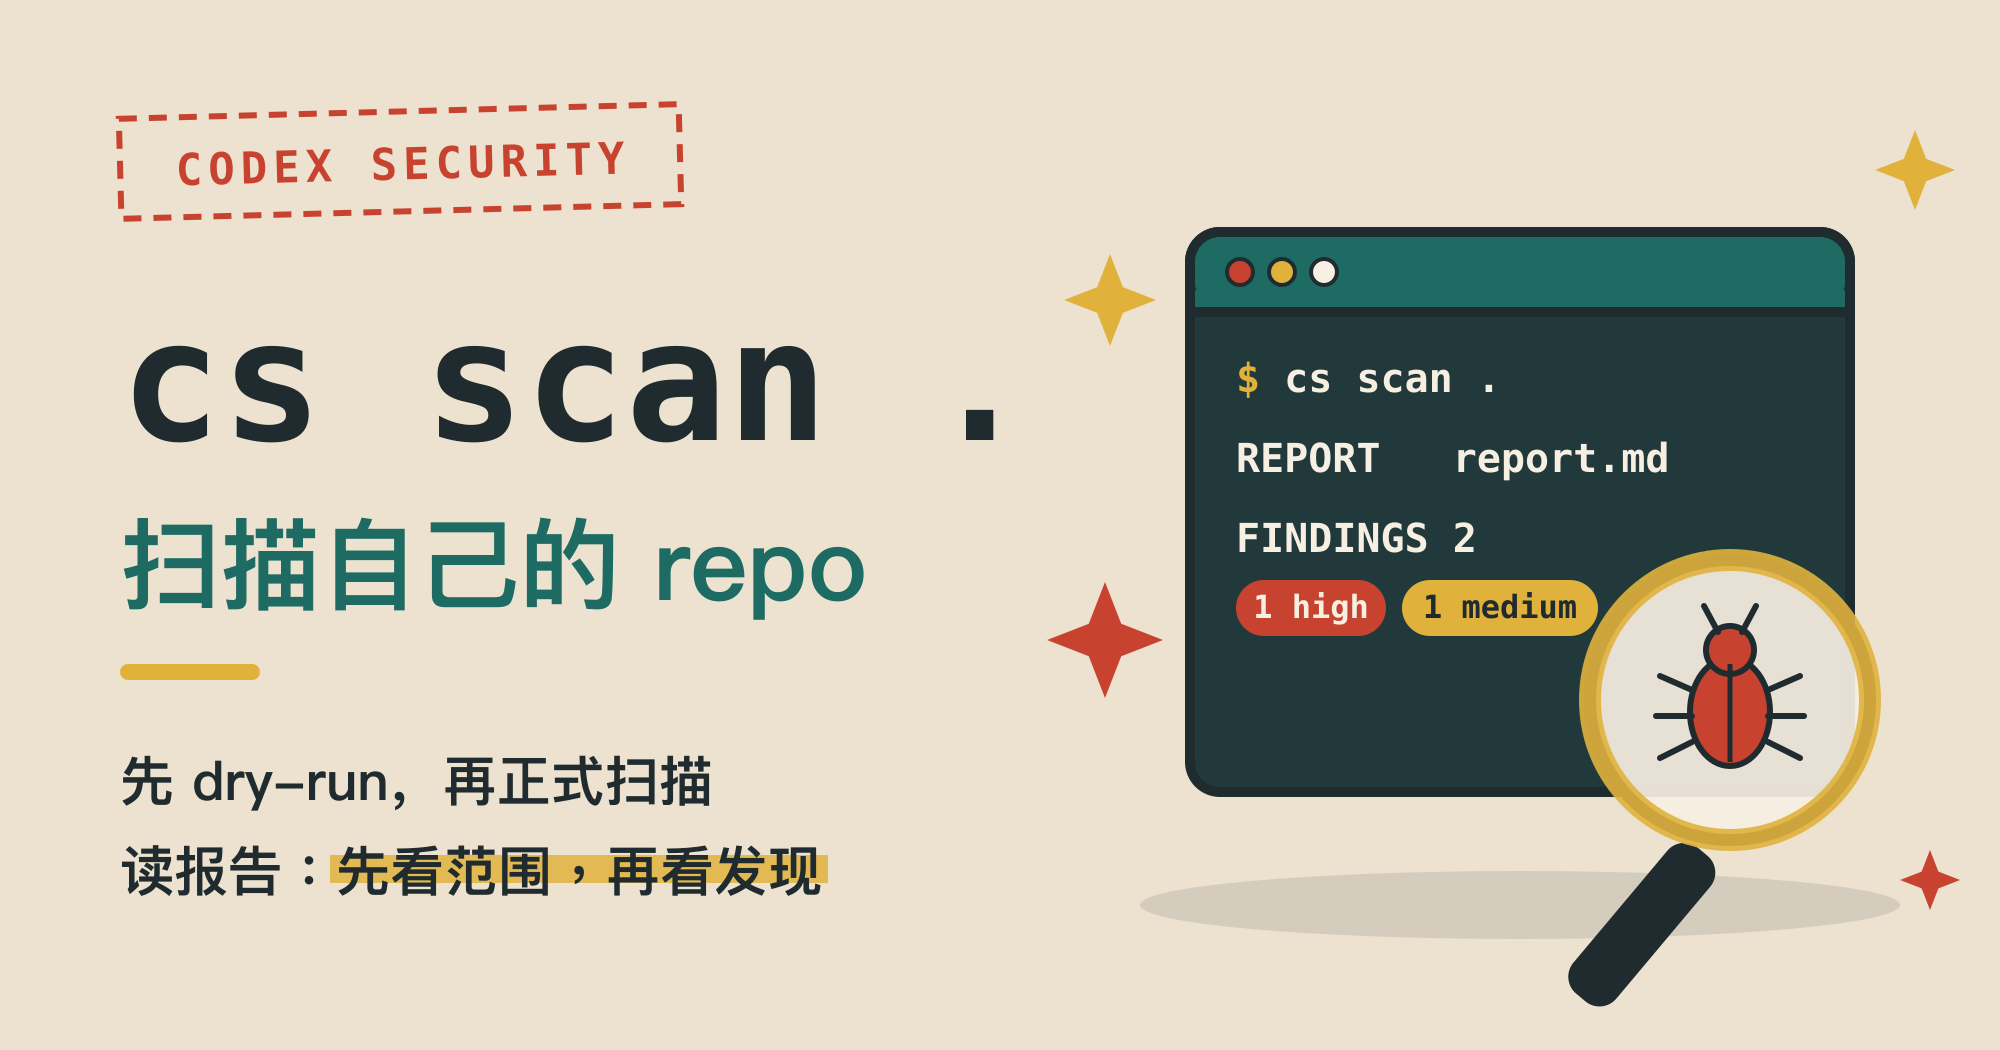 CODEX SECURITY
cs scan .
扫描自己的 repo
先 dry-run，再正式扫描
读报告：先看范围，再看发现
$ cs scan .
REPORT report.md
FINDINGS 2
1 high 1 medium